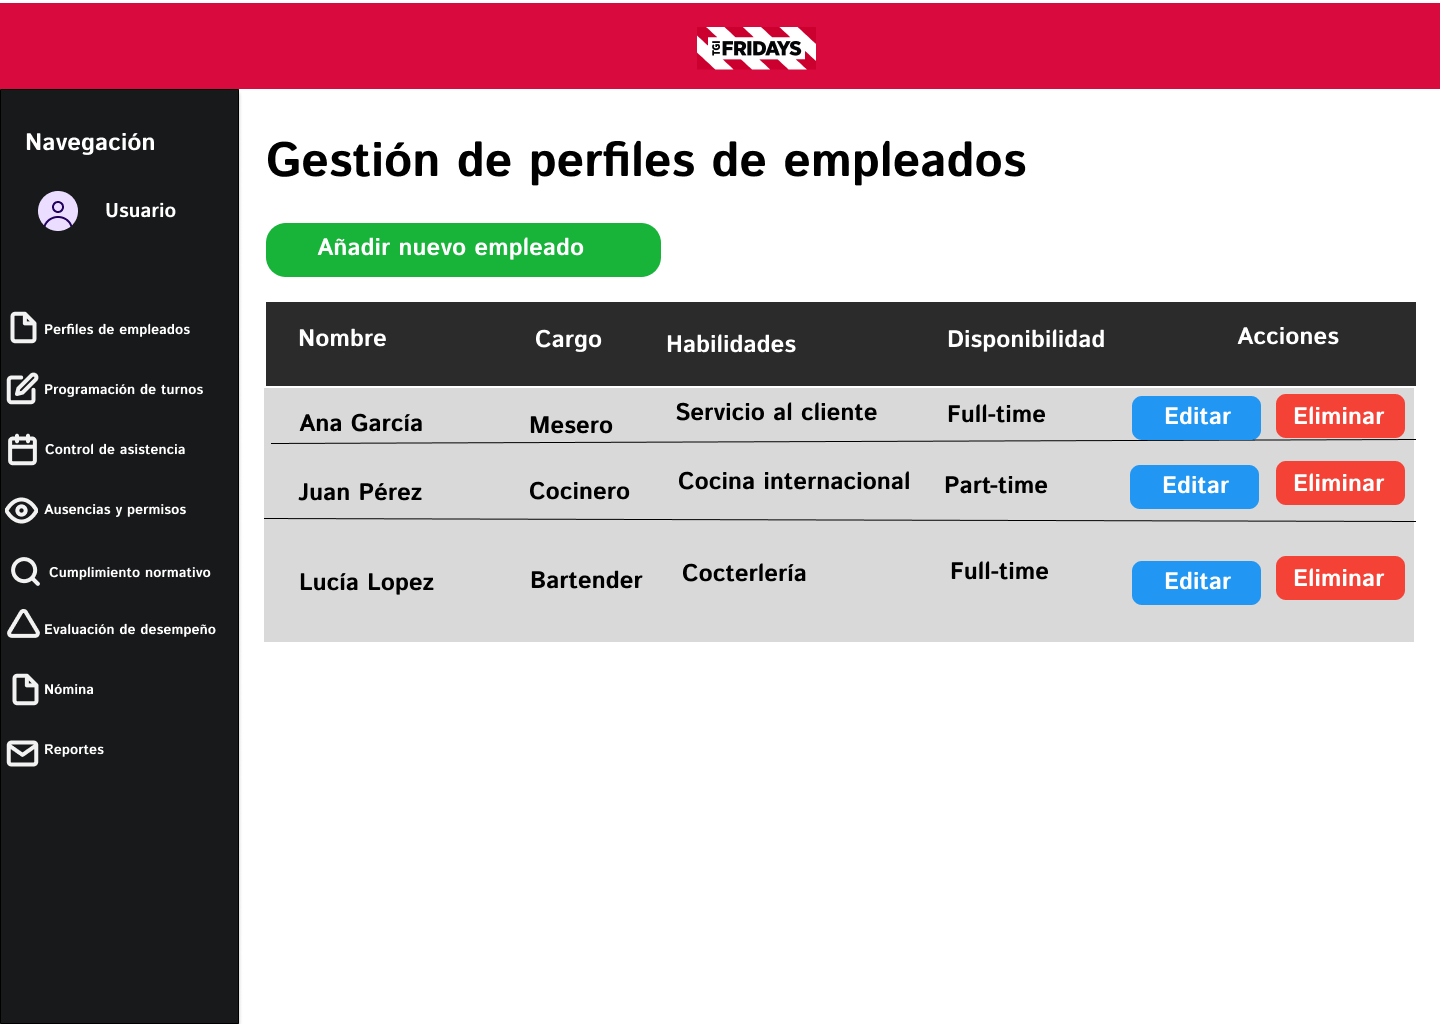 TGI FRIDAYS
Navegación
Usuario
Perfiles de empleados
Programación de turnos
Control de asistencia
Ausencias y permisos
Cumplimiento normativo
Evaluación de desempeño
Nómina
Reportes
Gestión de perfiles de empleados
Añadir nuevo empleado
Nombre Cargo Habilidades Disponibilidad Acciones
Ana García Mesero Servicio al cliente Full-time Editar Eliminar
Juan Pérez Cocinero Cocina internacional Part-time Editar Eliminar
Lucía Lopez Bartender Cocterlería Full-time Editar Eliminar